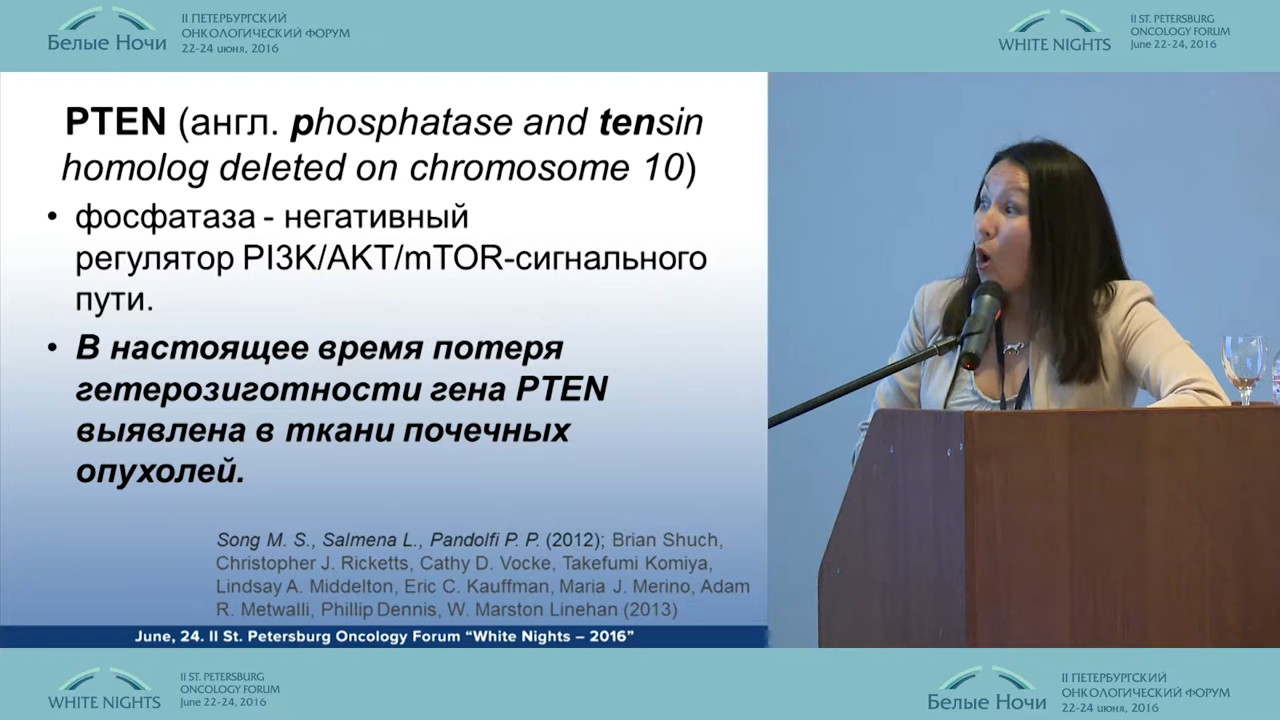 Белые Ночи
II ПЕТЕРБУРГСКИЙ
ОНКОЛОГИЧЕСКИЙ ФОРУМ
22-24 июня, 2016
WHITE NIGHTS
II ST. PETERSBURG
ONCOLOGY FORUM
June 22-24, 2016
PTEN (англ. phosphatase and tensin
homolog deleted on chromosome 10)
• фосфатаза - негативный
регулятор PI3K/AKT/mTOR-сигнального
пути.
• В настоящее время потеря
гетерозиготности гена PTEN
выявлена в ткани почечных
опухолей.
Song M. S., Salmena L., Pandolfi P. P. (2012); Brian Shuch,
Christopher J. Ricketts, Cathy D. Vocke, Takefumi Komiya,
Lindsay A. Middelton, Eric C. Kauffman, Maria J. Merino, Adam
R. Metwalli, Phillip Dennis, W. Marston Linehan (2013)
June, 24. II St. Petersburg Oncology Forum “White Nights – 2016”
WHITE NIGHTS
II ST. PETERSBURG
ONCOLOGY FORUM
June 22-24, 2016
Белые Ночи
II ПЕТЕРБУРГСКИЙ
ОНКОЛОГИЧЕСКИЙ ФОРУМ
22-24 июня, 2016